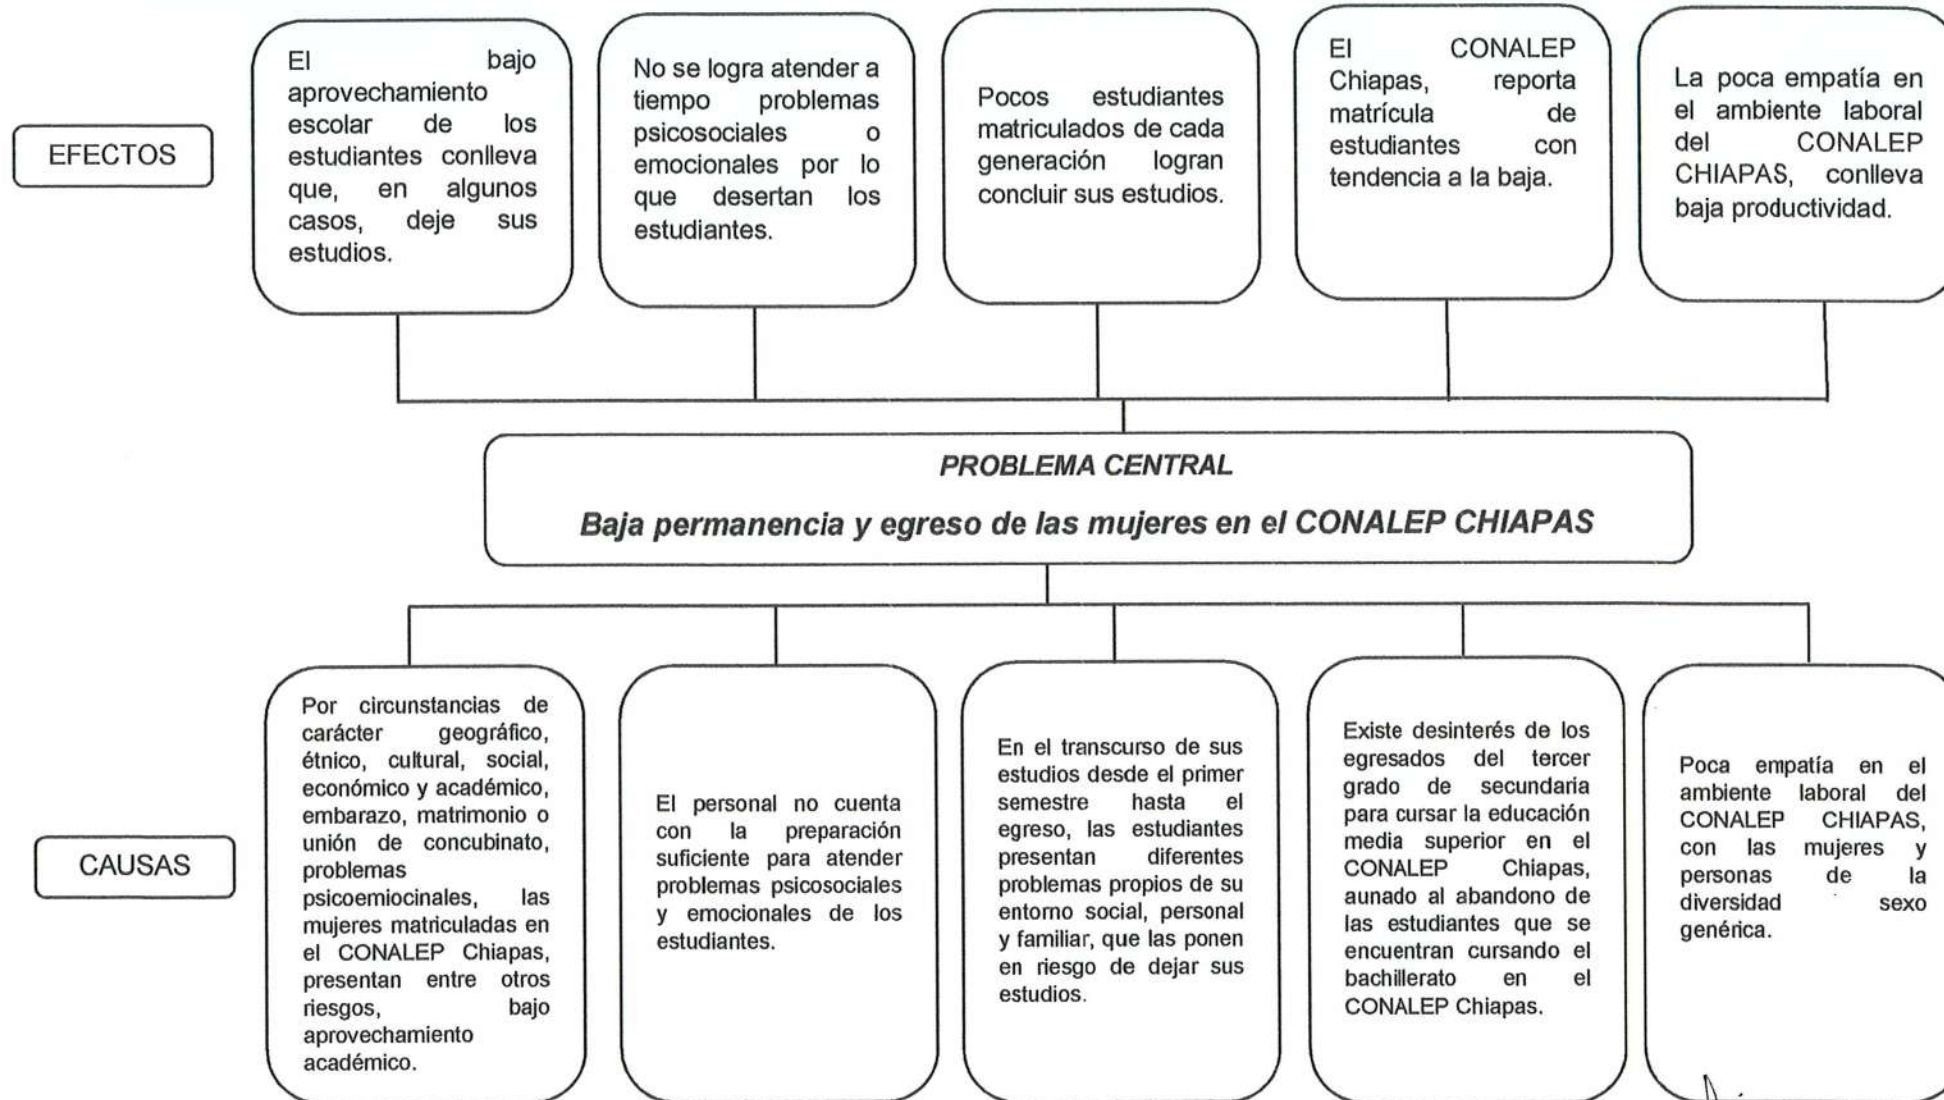 EFECTOS
El bajo
aprovechamiento
escolar de los
estudiantes conlleva
que, en algunos
casos, deje sus
estudios.
No se logra atender a
tiempo problemas
psicosociales o
emocionales por lo
que desertan los
estudiantes.
Pocos estudiantes
matriculados de cada
generación logran
concluir sus estudios.
El CONALEP
Chiapas, reporta
matrícula de
estudiantes con
tendencia a la baja.
La poca empatía en
el ambiente laboral
del CONALEP
CHIAPAS, conlleva
baja productividad.
PROBLEMA CENTRAL
Baja permanencia y egreso de las mujeres en el CONALEP CHIAPAS
CAUSAS
Por circunstancias de
carácter geográfico,
étnico, cultural, social,
económico y académico,
embarazo, matrimonio o
unión de concubinato,
problemas
psicoemiocinales, las
mujeres matriculadas en
el CONALEP Chiapas,
presentan entre otros
riesgos, bajo
aprovechamiento
académico.
El personal no cuenta
con la preparación
suficiente para atender
problemas psicosociales
y emocionales de los
estudiantes.
En el transcurso de sus
estudios desde el primer
semestre hasta el
egreso, las estudiantes
presentan diferentes
problemas propios de su
entorno social, personal
y familiar, que las ponen
en riesgo de dejar sus
estudios.
Existe desinterés de los
egresados del tercer
grado de secundaria
para cursar la educación
media superior en el
CONALEP Chiapas,
aunado al abandono de
las estudiantes que se
encuentran cursando el
bachillerato en el
CONALEP Chiapas.
Poca empatía en el
ambiente laboral del
CONALEP CHIAPAS,
con las mujeres y
personas de la
diversidad sexo
genérica.